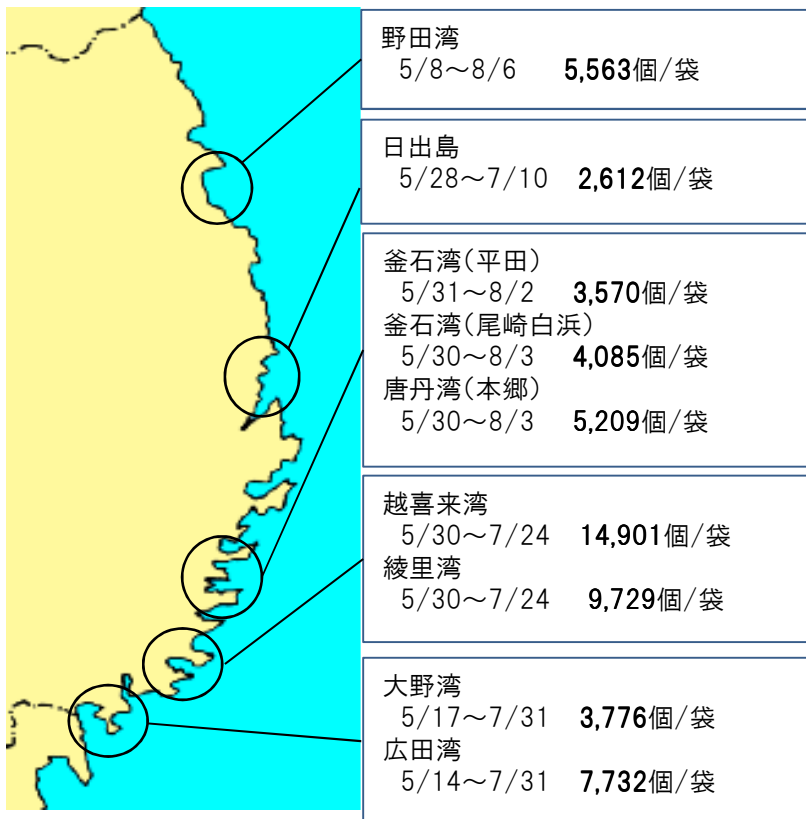 野田湾
5/8～8/6 5,563個/袋
日出島
5/28～7/10 2,612個/袋
釜石湾(平田)
5/31～8/2 3,570個/袋
釜石湾(尾崎白浜)
5/30～8/3 4,085個/袋
唐丹湾(本郷)
5/30～8/3 5,209個/袋
越喜来湾
5/30～7/24 14,901個/袋
綾里湾
5/30～7/24 9,729個/袋
大野湾
5/17～7/31 3,776個/袋
広田湾
5/14～7/31 7,732個/袋